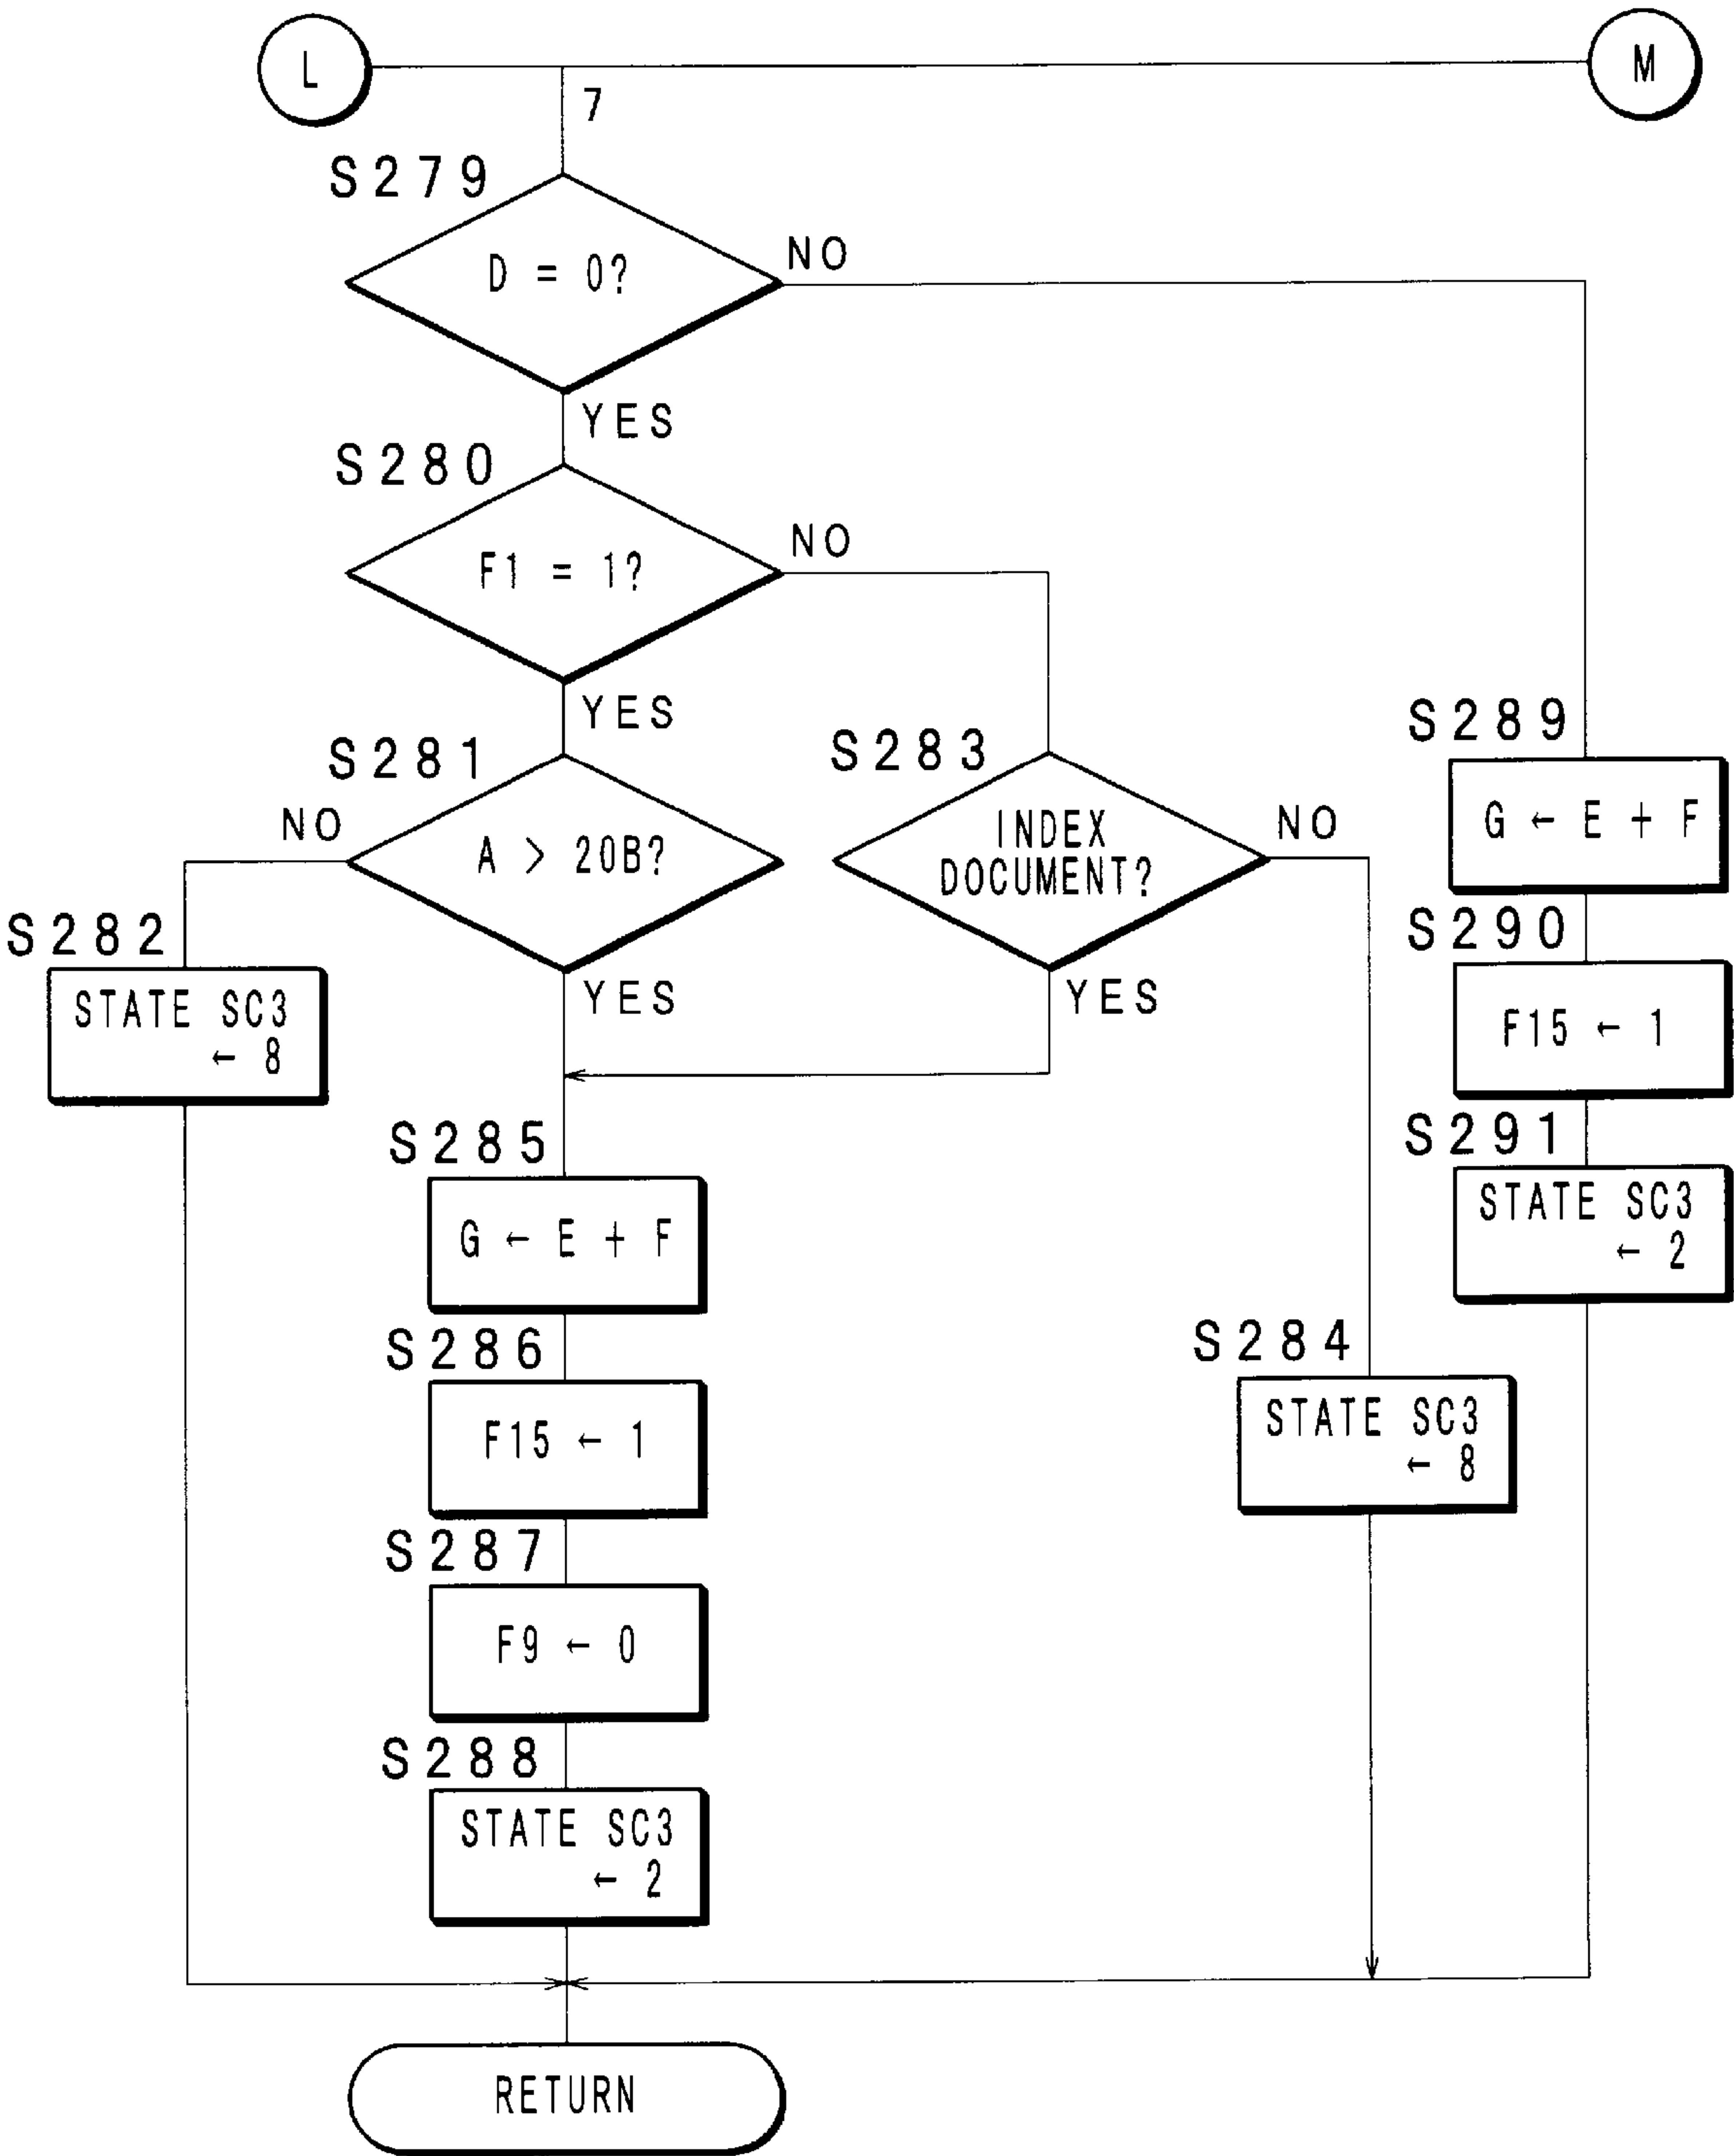 L
M
7
S279
D = 0?
NO
YES
S280
F1 = 1?
NO
YES
S281
A > 20B?
NO
YES
S282
STATE SC3
← 8
S283
INDEX
DOCUMENT?
NO
YES
S284
STATE SC3
← 8
S285
G ← E + F
S286
F15 ← 1
S287
F9 ← 0
S288
STATE SC3
← 2
S289
G ← E + F
S290
F15 ← 1
S291
STATE SC3
← 2
RETURN